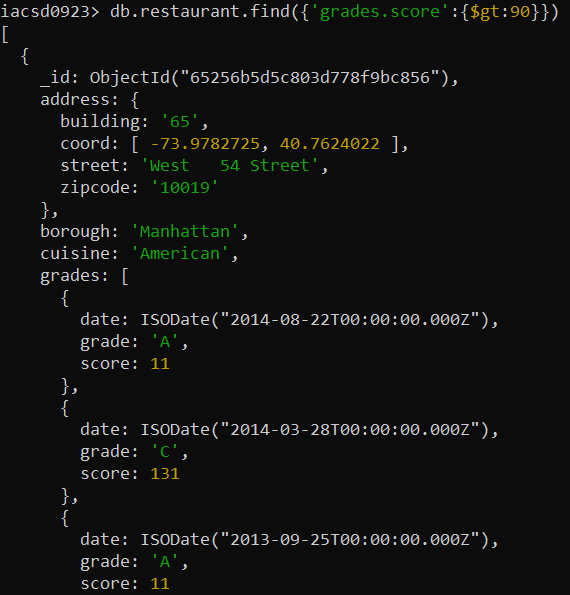 iacsd0923> db.restaurant.find({'grades.score':{$gt:90}})
[
  {
    _id: ObjectId("65256b5d5c803d778f9bc856"),
    address: {
      building: '65',
      coord: [ -73.9782725, 40.7624022 ],
      street: 'West   54 Street',
      zipcode: '10019'
    },
    borough: 'Manhattan',
    cuisine: 'American',
    grades: [
      {
        date: ISODate("2014-08-22T00:00:00.000Z"),
        grade: 'A',
        score: 11
      },
      {
        date: ISODate("2014-03-28T00:00:00.000Z"),
        grade: 'C',
        score: 131
      },
      {
        date: ISODate("2013-09-25T00:00:00.000Z"),
        grade: 'A',
        score: 11